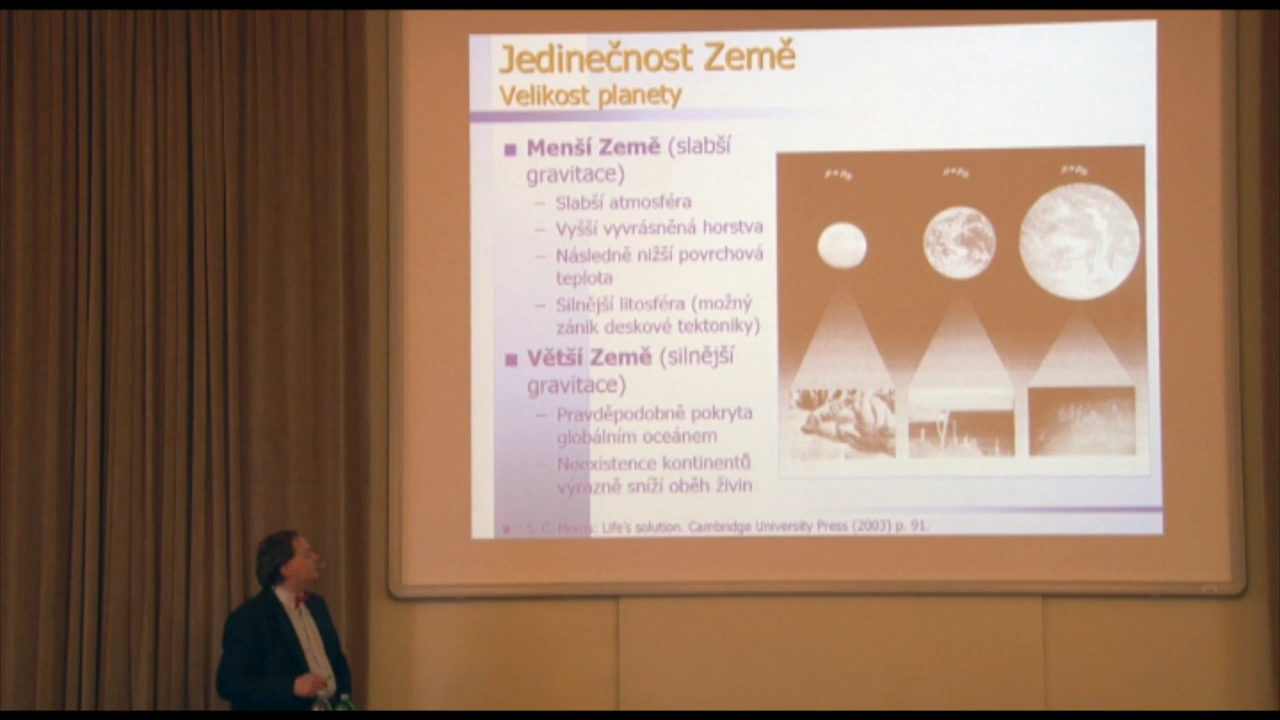 Jedinečnost Země
Velikost planety
■ Menší Země (slabší
gravitace)
– Slabší atmosféra
– Vyšší vyvrásněná horstva
– Následně nižší povrchová
teplota
– Silnější litosféra (možný
zánik deskové tektoniky)
■ Větší Země (silnější
gravitace)
– Pravděpodobně pokryta
globálním oceánem
– Neexistence kontinentů
výrazně sníží oběh živin
■ S. C. Morris: Life's solution. Cambridge University Press (2003) p. 91.